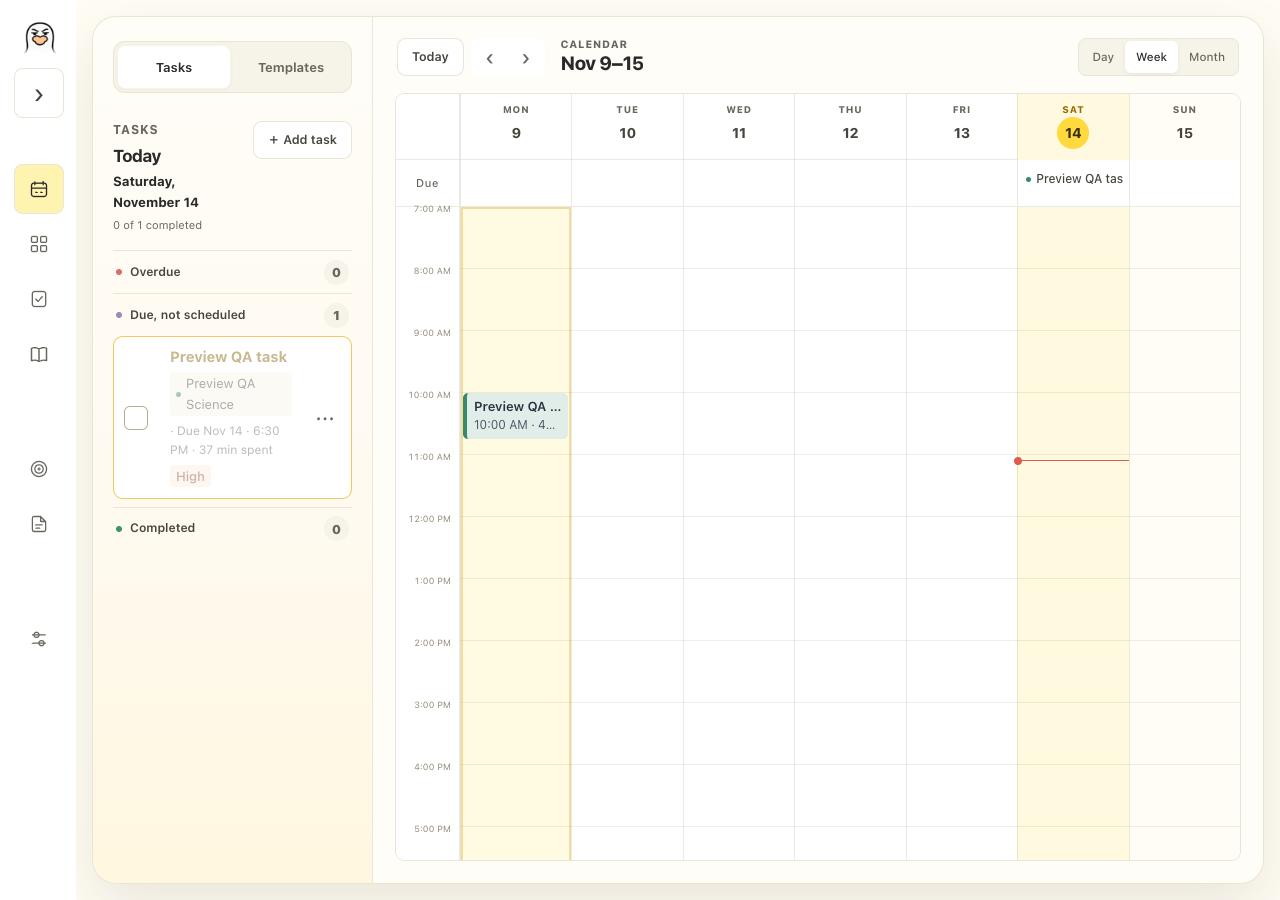 Tasks
Templates
TASKS
Today
Saturday,
November 14
0 of 1 completed
+ Add task
Overdue
0
Due, not scheduled
1
Preview QA task
Preview QA
Science
· Due Nov 14 · 6:30
PM · 37 min spent
High
Completed
0
Today
CALENDAR
Nov 9–15
Day
Week
Month
MON
9
TUE
10
WED
11
THU
12
FRI
13
SAT
14
SUN
15
Due
Preview QA tas
7:00 AM
8:00 AM
9:00 AM
10:00 AM
Preview QA ...
10:00 AM · 4...
11:00 AM
12:00 PM
1:00 PM
2:00 PM
3:00 PM
4:00 PM
5:00 PM